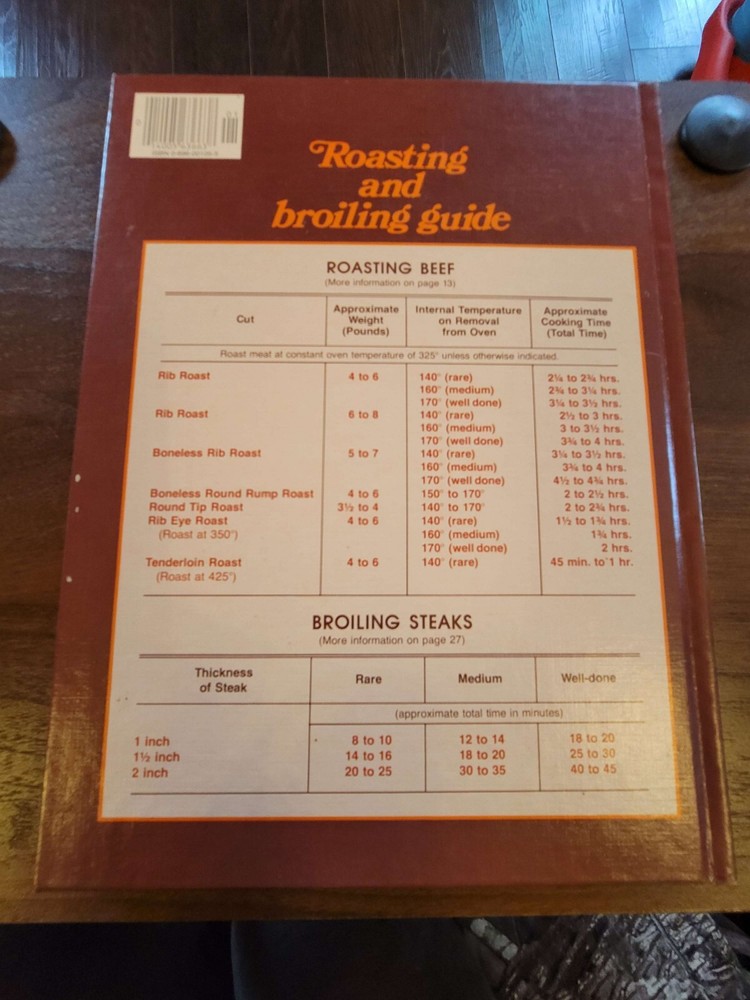 Roasting
and
broiling guide
ROASTING BEEF
(More information on page 13)
Cut
Approximate Weight (Pounds)
Internal Temperature on Removal from Oven
Approximate Cooking Time (Total Time)
Roast meat at constant oven temperature of 325° unless otherwise indicated.
Rib Roast 4 to 6 140° (rare) 2¼ to 2¾ hrs.
160° (medium) 2¾ to 3¼ hrs.
170° (well done) 3¼ to 3½ hrs.
Rib Roast 6 to 8 140° (rare) 2½ to 3 hrs.
160° (medium) 3 to 3½ hrs.
170° (well done) 3¾ to 4 hrs.
Boneless Rib Roast 5 to 7 140° (rare) 3¼ to 3½ hrs.
160° (medium) 3¾ to 4 hrs.
170° (well done) 4½ to 4¾ hrs.
Boneless Round Rump Roast 4 to 6 150° to 170° 2 to 2½ hrs.
Round Tip Roast 3½ to 4 140° to 170° 2 to 2¾ hrs.
Rib Eye Roast 4 to 6 140° (rare) 1½ to 1¾ hrs.
(Roast at 350°) 160° (medium) 1¾ hrs.
170° (well done) 2 hrs.
Tenderloin Roast 4 to 6 140° (rare) 45 min. to 1 hr.
(Roast at 425°)
BROILING STEAKS
(More information on page 27)
Thickness of Steak
Rare
Medium
Well-done
(approximate total time in minutes)
1 inch 8 to 10 12 to 14 18 to 20
1½ inch 14 to 16 18 to 20 25 to 30
2 inch 20 to 25 30 to 35 40 to 45